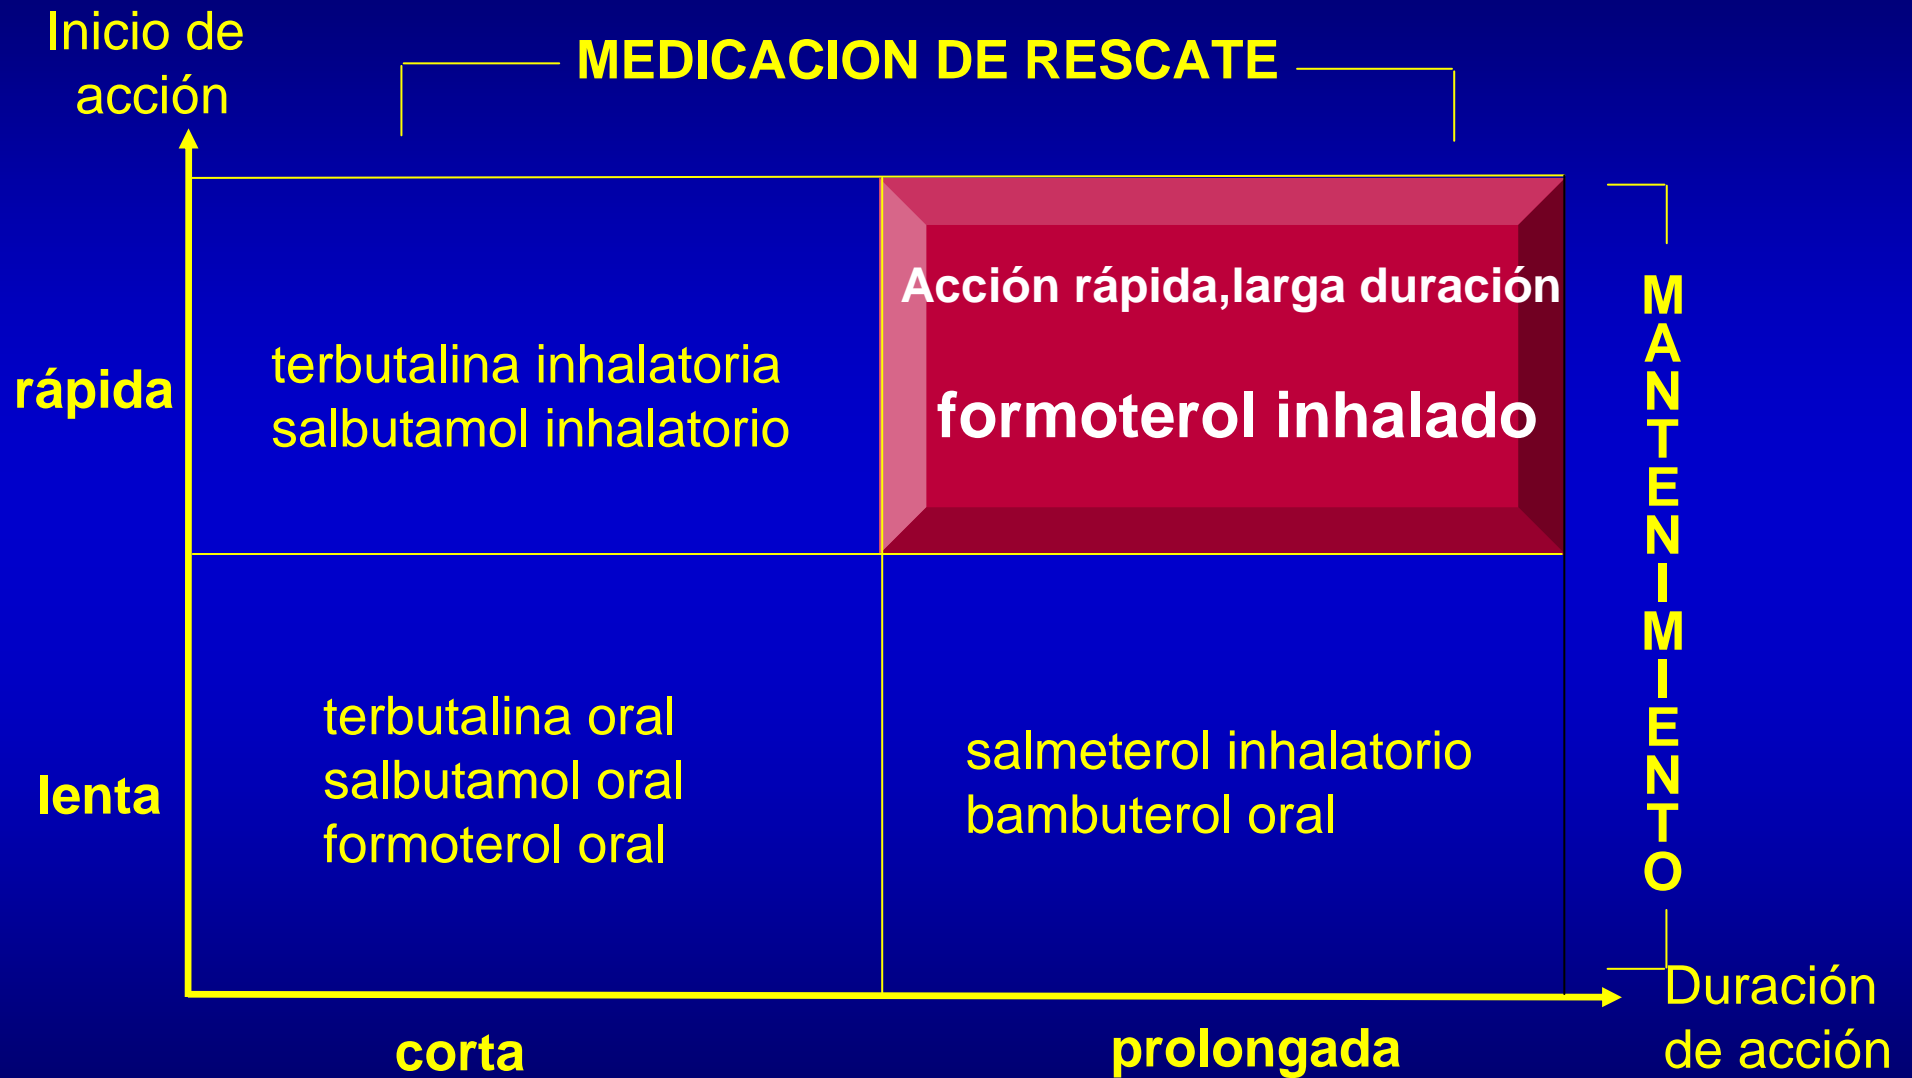 Inicio de
acción
MEDICACION DE RESCATE
rápida
terbutalina inhalatoria
salbutamol inhalatorio
Acción rápida,larga duración
formoterol inhalado
MANTENIMIENTO
lenta
terbutalina oral
salbutamol oral
formoterol oral
salmeterol inhalatorio
bambuterol oral
corta
prolongada
Duración
de acción